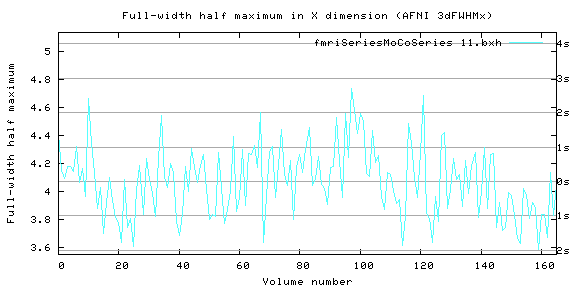 Full-width half maximum in X dimension (AFNI 3dFWHMx)
fmriSeriesMoCoSeries 11.bxh
Full-width half maximum
5
4.8
4.6
4.4
4.2
4
3.8
3.6
4s
3s
2s
1s
0s
1s
2s
0 20 40 60 80 100 120 140 160
Volume number